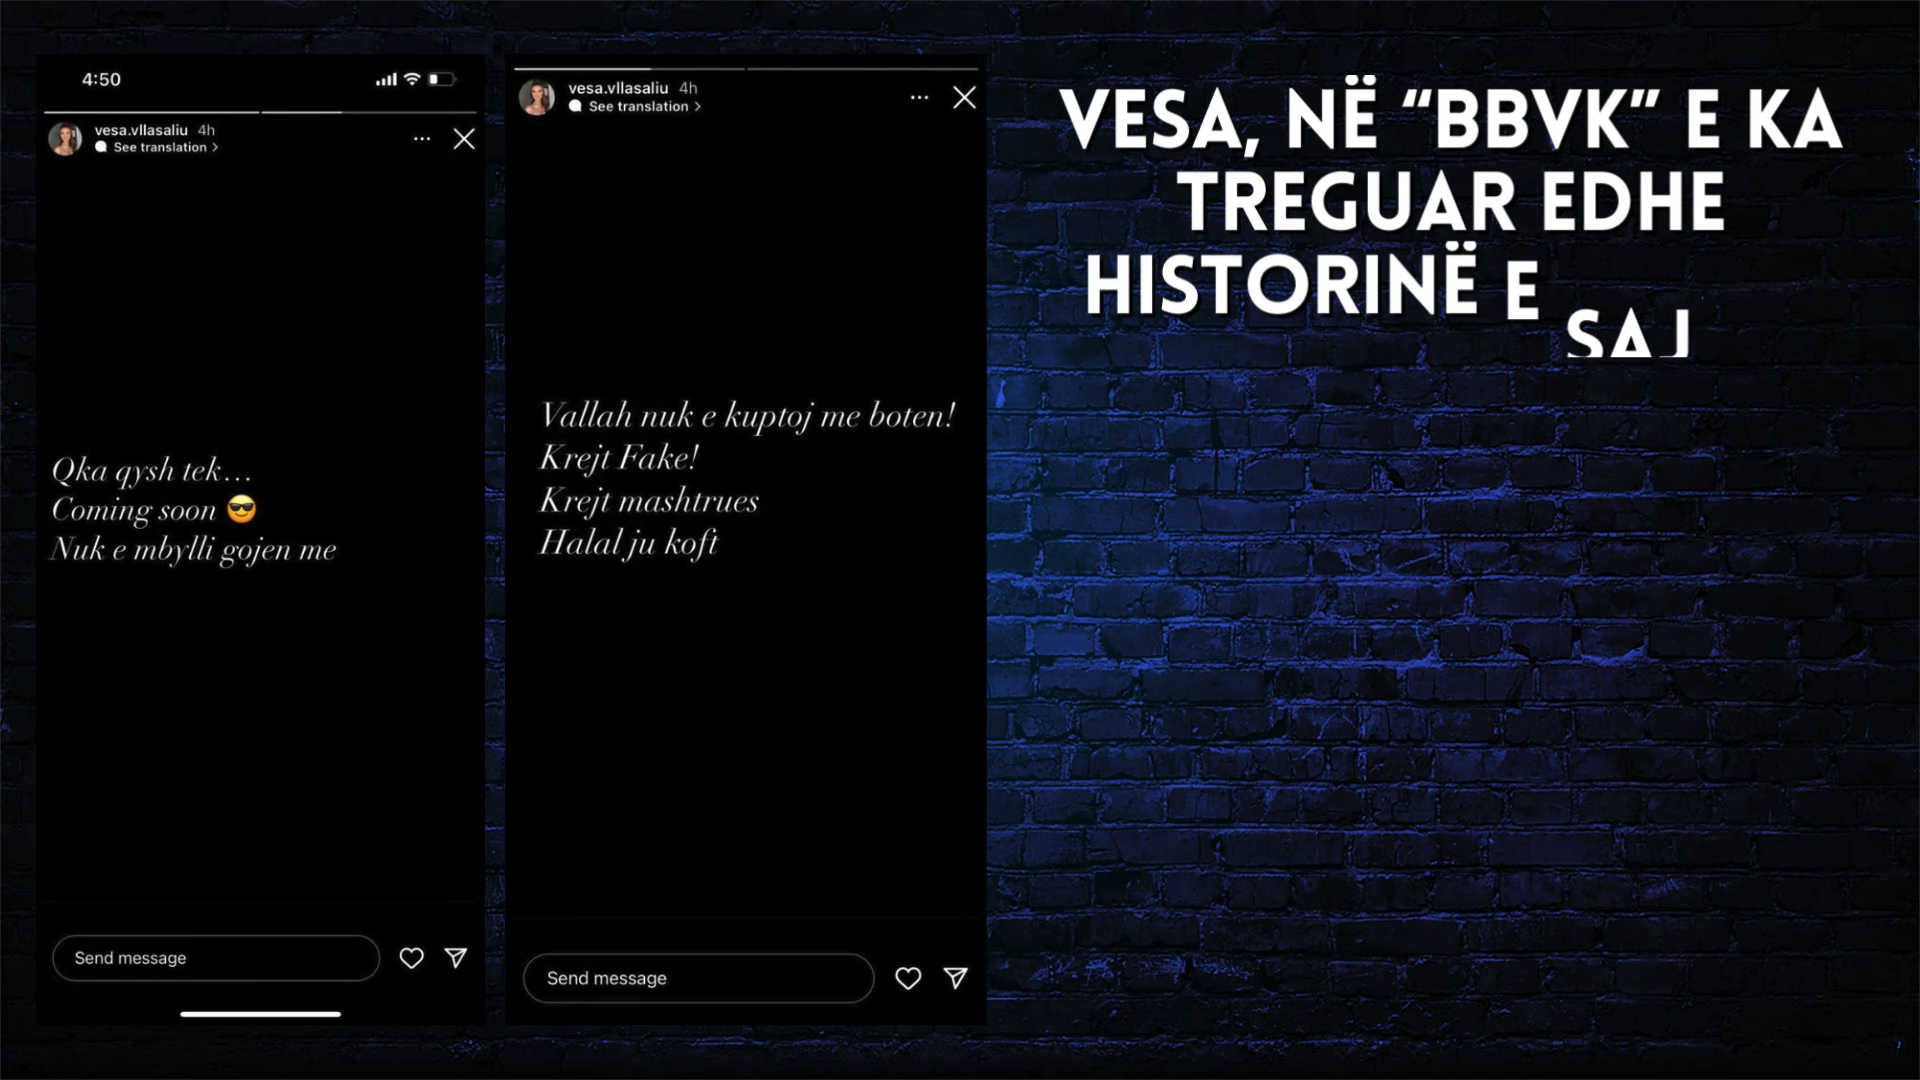 4:50
vesa.vllasaliu 4h
See translation >
Qka qysh tek...
Coming soon 😎
Nuk e mbylli gojen me
Send message
vesa.vllasaliu 4h
See translation >
Vallah nuk e kuptoj me boten!
Krejt Fake!
Krejt mashtrues
Halal ju koft
Send message
VESA, NË “BBVK” E KA
TREGUAR EDHE
HISTORINË E
SAJ